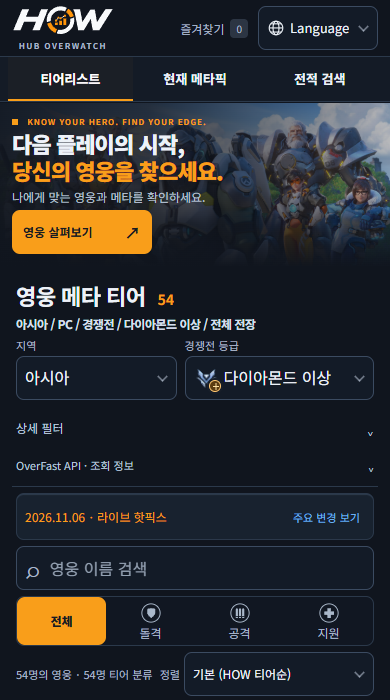 HOW
HUB OVERWATCH
즐겨찾기 0
Language
티어리스트 현재 메타픽 전적 검색
KNOW YOUR HERO. FIND YOUR EDGE.
다음 플레이의 시작,
당신의 영웅을 찾으세요.
나에게 맞는 영웅과 메타를 확인하세요.
영웅 살펴보기 ↗
영웅 메타 티어 54
아시아 / PC / 경쟁전 / 다이아몬드 이상 / 전체 전장
지역 경쟁전 등급
아시아 다이아몬드 이상
상세 필터
OverFast API · 조회 정보
2026.11.06 · 라이브 핫픽스 주요 변경 보기
영웅 이름 검색
전체 돌격 공격 지원
54명의 영웅 · 54명 티어 분류 정렬 기본 (HOW 티어순)